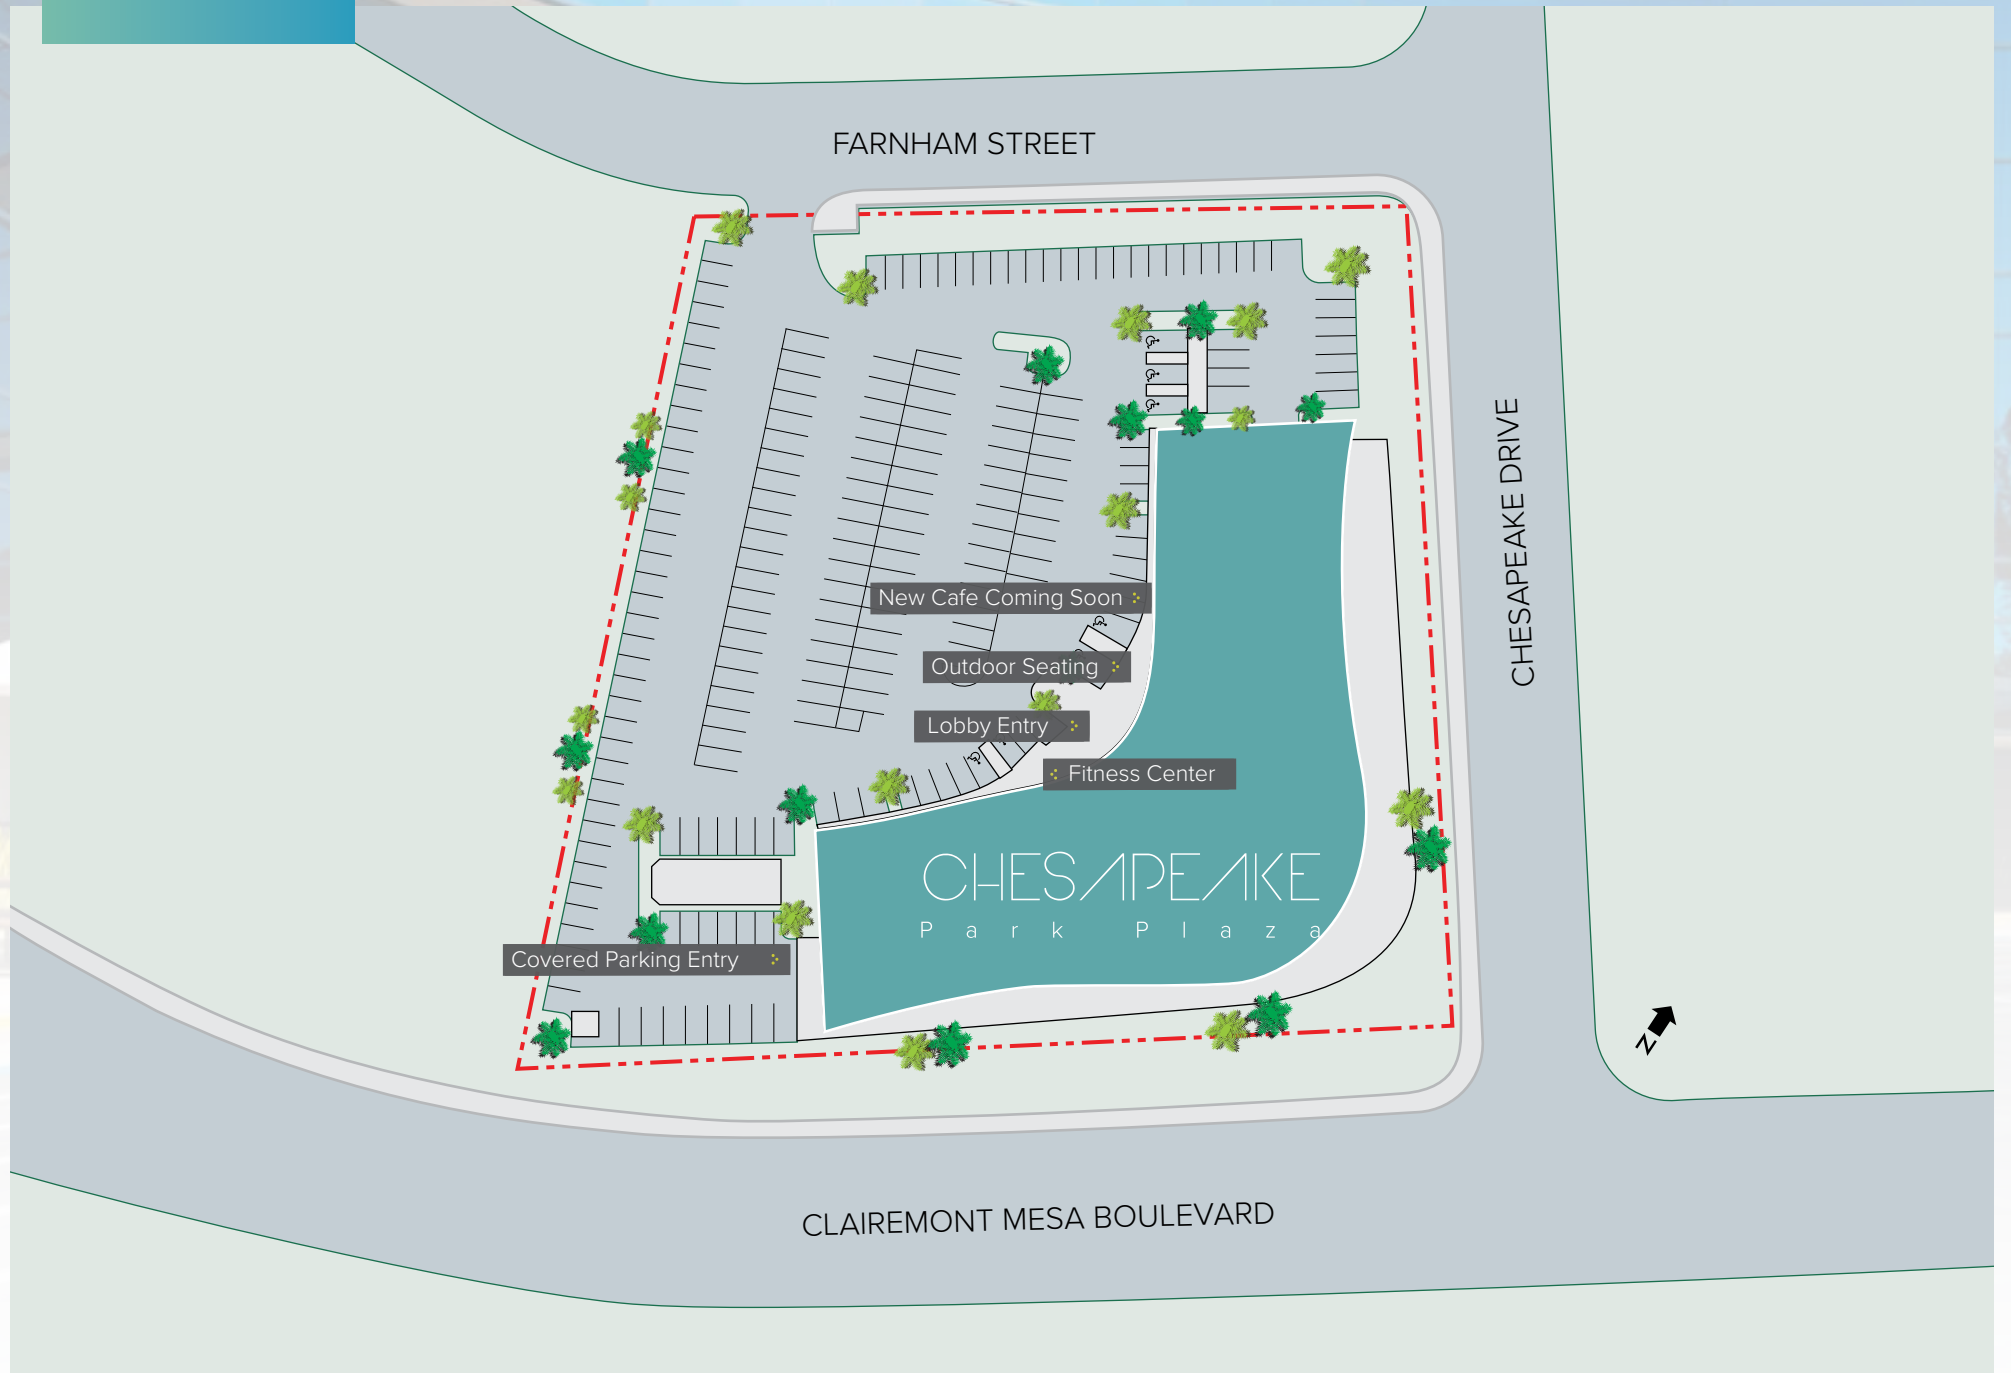 FARNHAM STREET
CHESAPEAKE DRIVE
New Cafe Coming Soon
Outdoor Seating
Lobby Entry
Fitness Center
CHESAPEAKE
Park Plaza
Covered Parking Entry
N
CLAIREMONT MESA BOULEVARD